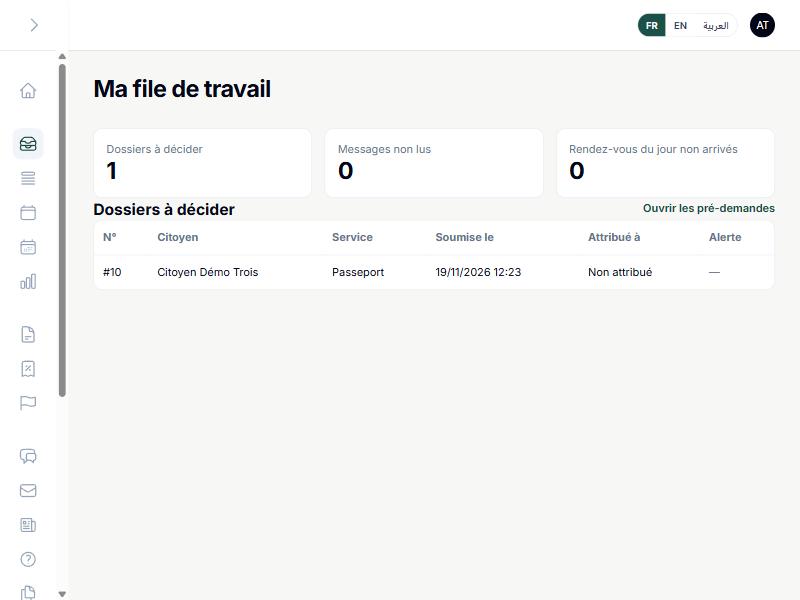 FR EN العربية AT
Ma file de travail
Dossiers à décider Messages non lus Rendez-vous du jour non arrivés
1 0 0
Dossiers à décider Ouvrir les pré-demandes
N° Citoyen Service Soumise le Attribué à Alerte
#10 Citoyen Démo Trois Passeport 19/11/2026 12:23 Non attribué —